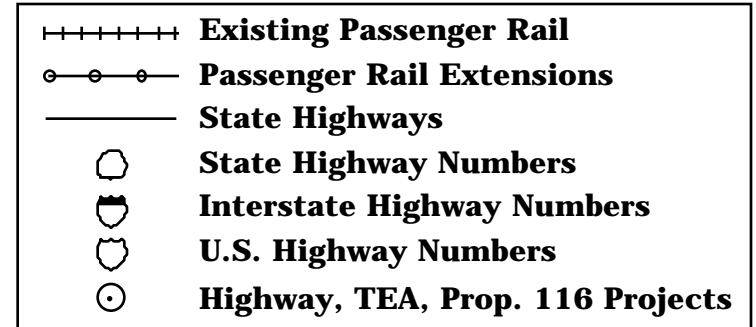 Existing Passenger Rail
Passenger Rail Extensions
State Highways
State Highway Numbers
Interstate Highway Numbers
U.S. Highway Numbers
Highway, TEA, Prop. 116 Projects